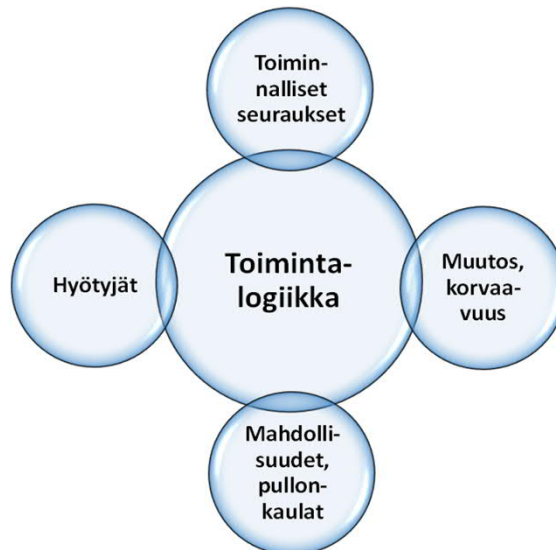 Toimin-
nalliset
seuraukset
Hyötyjät
Toiminta-
logiikka
Muutos,
korvaa-
vuus
Mahdolli-
suudet,
pullon-
kaulat